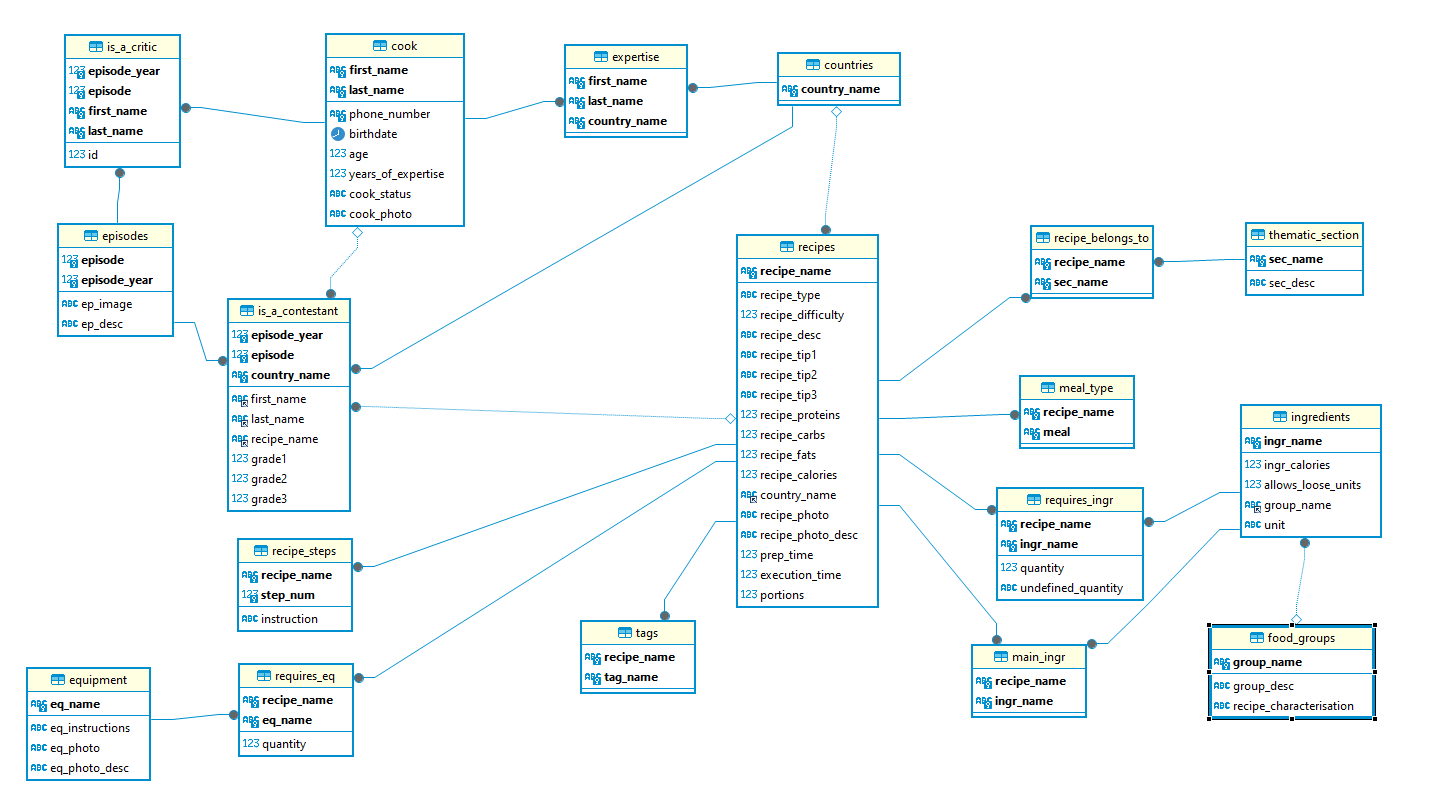 is_a_critic
123 episode_year
123 episode
ABC first_name
ABC last_name
123 id
cook
ABC first_name
ABC last_name
ABC phone_number
birthdate
123 age
123 years_of_expertise
ABC cook_status
ABC cook_photo
expertise
ABC first_name
ABC last_name
ABC country_name
countries
ABC country_name
episodes
123 episode
123 episode_year
ABC ep_image
ABC ep_desc
is_a_contestant
123 episode_year
123 episode
ABC country_name
ABC first_name
ABC last_name
ABC recipe_name
123 grade1
123 grade2
123 grade3
recipes
ABC recipe_name
ABC recipe_type
123 recipe_difficulty
ABC recipe_desc
ABC recipe_tip1
ABC recipe_tip2
ABC recipe_tip3
123 recipe_proteins
123 recipe_carbs
123 recipe_fats
123 recipe_calories
ABC country_name
ABC recipe_photo
ABC recipe_photo_desc
123 prep_time
123 execution_time
123 portions
recipe_belongs_to
ABC recipe_name
ABC sec_name
thematic_section
ABC sec_name
ABC sec_desc
meal_type
ABC recipe_name
ABC meal
ingredients
ABC ingr_name
123 ingr_calories
123 allows_loose_units
ABC group_name
ABC unit
requires_ingr
ABC recipe_name
ABC ingr_name
123 quantity
ABC undefined_quantity
recipe_steps
ABC recipe_name
123 step_num
ABC instruction
tags
ABC recipe_name
ABC tag_name
main_ingr
ABC recipe_name
ABC ingr_name
food_groups
ABC group_name
ABC group_desc
ABC recipe_characterisation
equipment
ABC eq_name
ABC eq_instructions
ABC eq_photo
ABC eq_photo_desc
requires_eq
ABC recipe_name
ABC eq_name
123 quantity